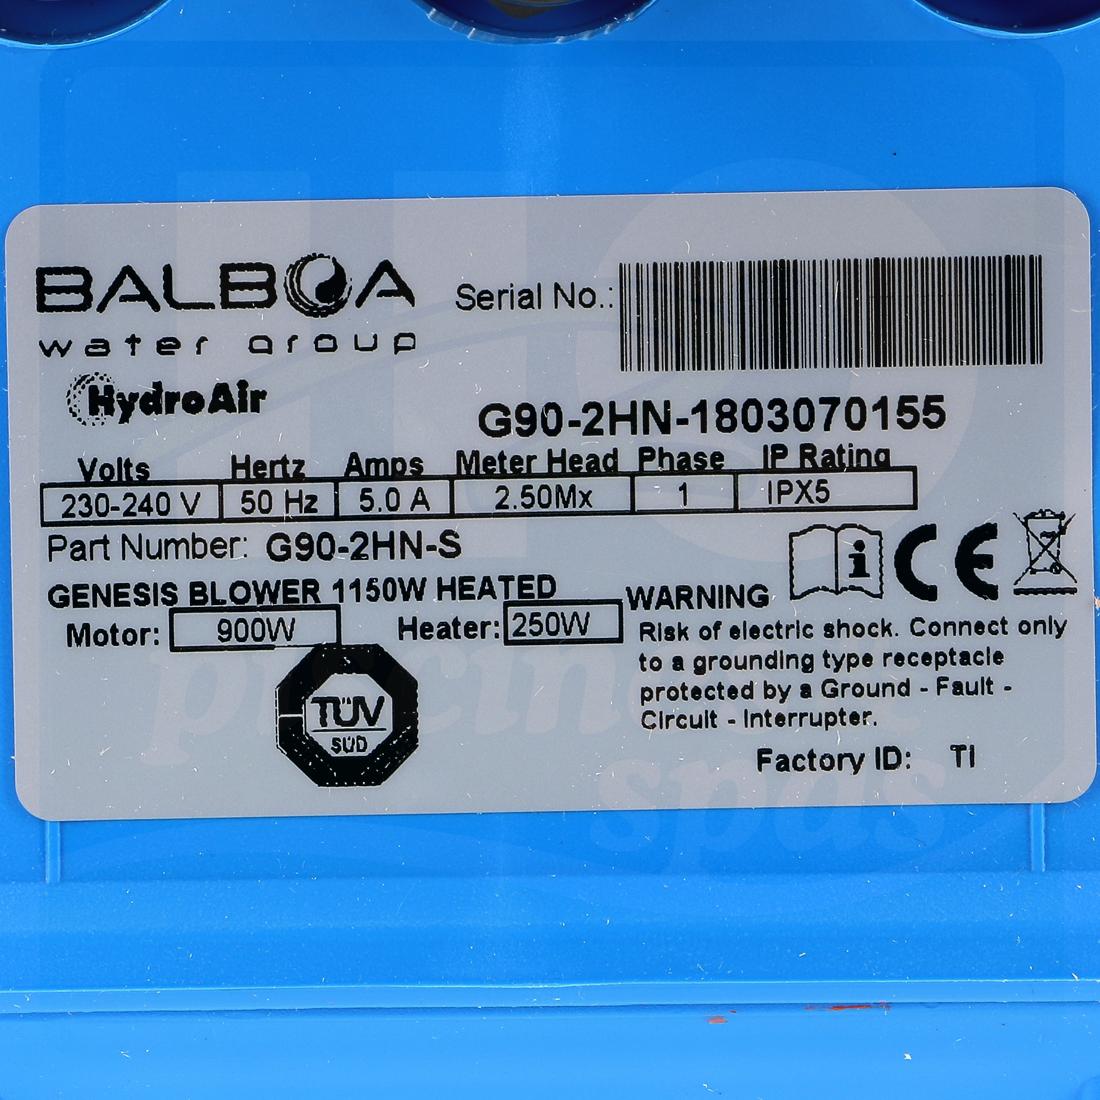 BALBOA
water group
HydroAir
Serial No.:
G90-2HN-1803070155
Volts Hertz Amps Meter Head Phase IP Rating
230-240 V 50 Hz 5.0 A 2.50Mx 1 IPX5
Part Number: G90-2HN-S
GENESIS BLOWER 1150W HEATED
Motor: 900W Heater: 250W
TÜV
SÜD
i CE
WARNING
Risk of electric shock. Connect only
to a grounding type receptacle
protected by a Ground - Fault -
Circuit - Interrupter.
Factory ID: TI
spas